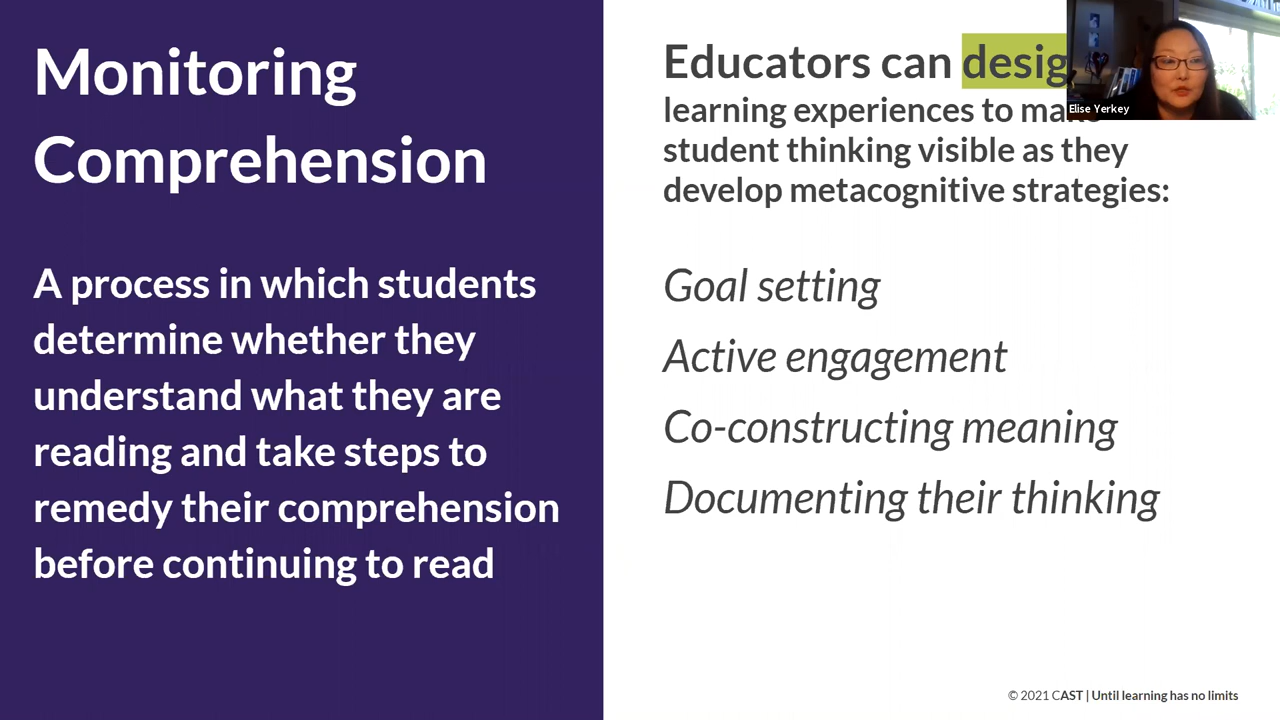 Monitoring
Comprehension
A process in which students
determine whether they
understand what they are
reading and take steps to
remedy their comprehension
before continuing to read
Educators can desig
learning experiences to make
student thinking visible as they
develop metacognitive strategies:
Goal setting
Active engagement
Co-constructing meaning
Documenting their thinking
Elise Yerkey
© 2021 CAST | Until learning has no limits